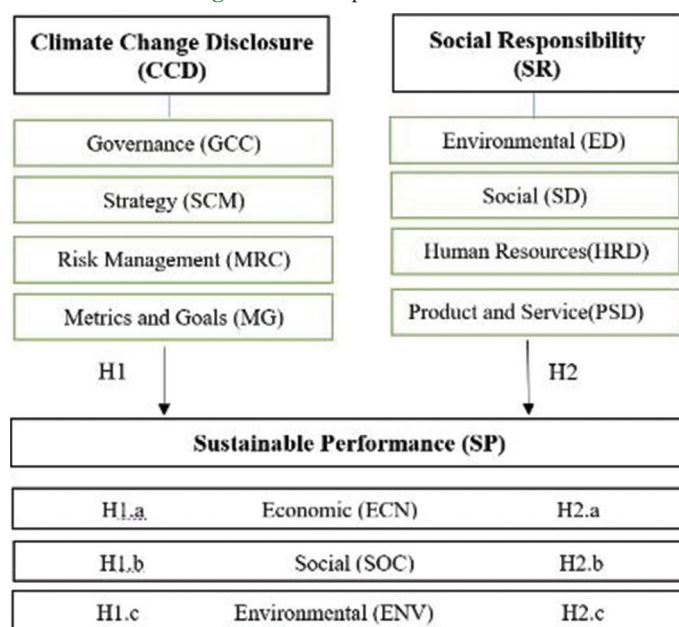 Climate Change Disclosure
(CCD)
Governance (GCC)
Strategy (SCM)
Risk Management (MRC)
Metrics and Goals (MG)
H1
Social Responsibility
(SR)
Environmental (ED)
Social (SD)
Human Resources(HRD)
Product and Service(PSD)
H2
Sustainable Performance (SP)
H1.a Economic (ECN) H2.a
H1.b Social (SOC) H2.b
H1.c Environmental (ENV) H2.c